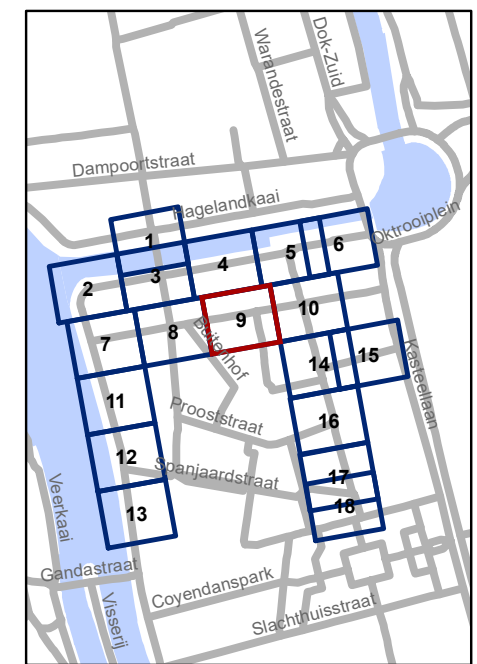 Warandestraat
Dok-Zuid
Dampoortstraat
Hagelandkaai
Oktrooiplein
1
2
3
4
5
6
7
8
9
10
Buitenhof
11
12
13
14
15
16
17
18
Kasteellaan
Prooststraat
Spanjaardstraat
Veerkaai
Gandastraat
Visserij
Coyendanspark
Slachthuisstraat